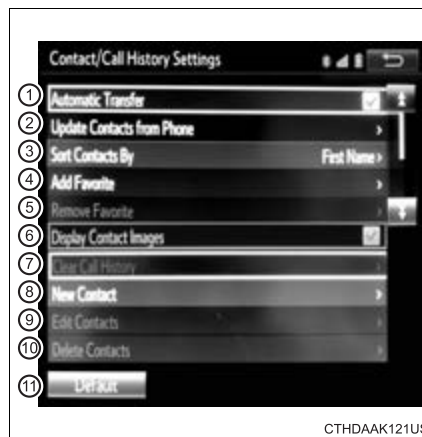 Contact/Call History Settings
1 Automatic Transfer
2 Update Contacts from Phone
3 Sort Contacts By First Name
4 Add Favorite
5 Remove Favorite
6 Display Contact Images
7 Clear Call History
8 New Contact
9 Edit Contacts
10 Delete Contacts
11 Default
CTHDAAK121US